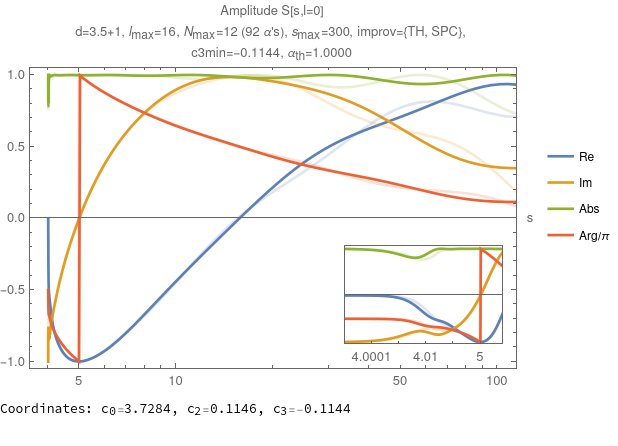 Amplitude S[s,l=0]
d=3.5+1, lmax=16, Nmax=12 (92 α's), smax=300, improv={TH, SPC},
c3min=−0.1144, αth=1.0000
1.0
0.5
0.0
−0.5
−1.0
5
10
50
100
s
Re
Im
Abs
Arg/π
4.0001
4.01
5
Coordinates: c0=3.7284, c2=0.1146, c3=-0.1144